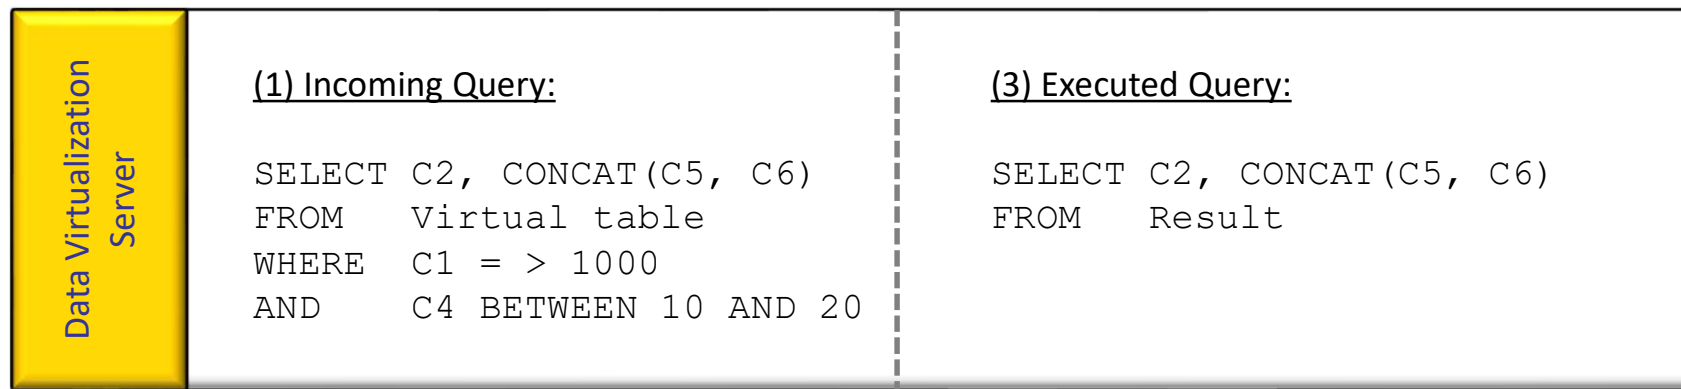 Data Virtualization
Server
(1) Incoming Query:
SELECT C2, CONCAT(C5, C6)
FROM   Virtual table
WHERE  C1 = > 1000
AND    C4 BETWEEN 10 AND 20
(3) Executed Query:
SELECT C2, CONCAT(C5, C6)
FROM   Result